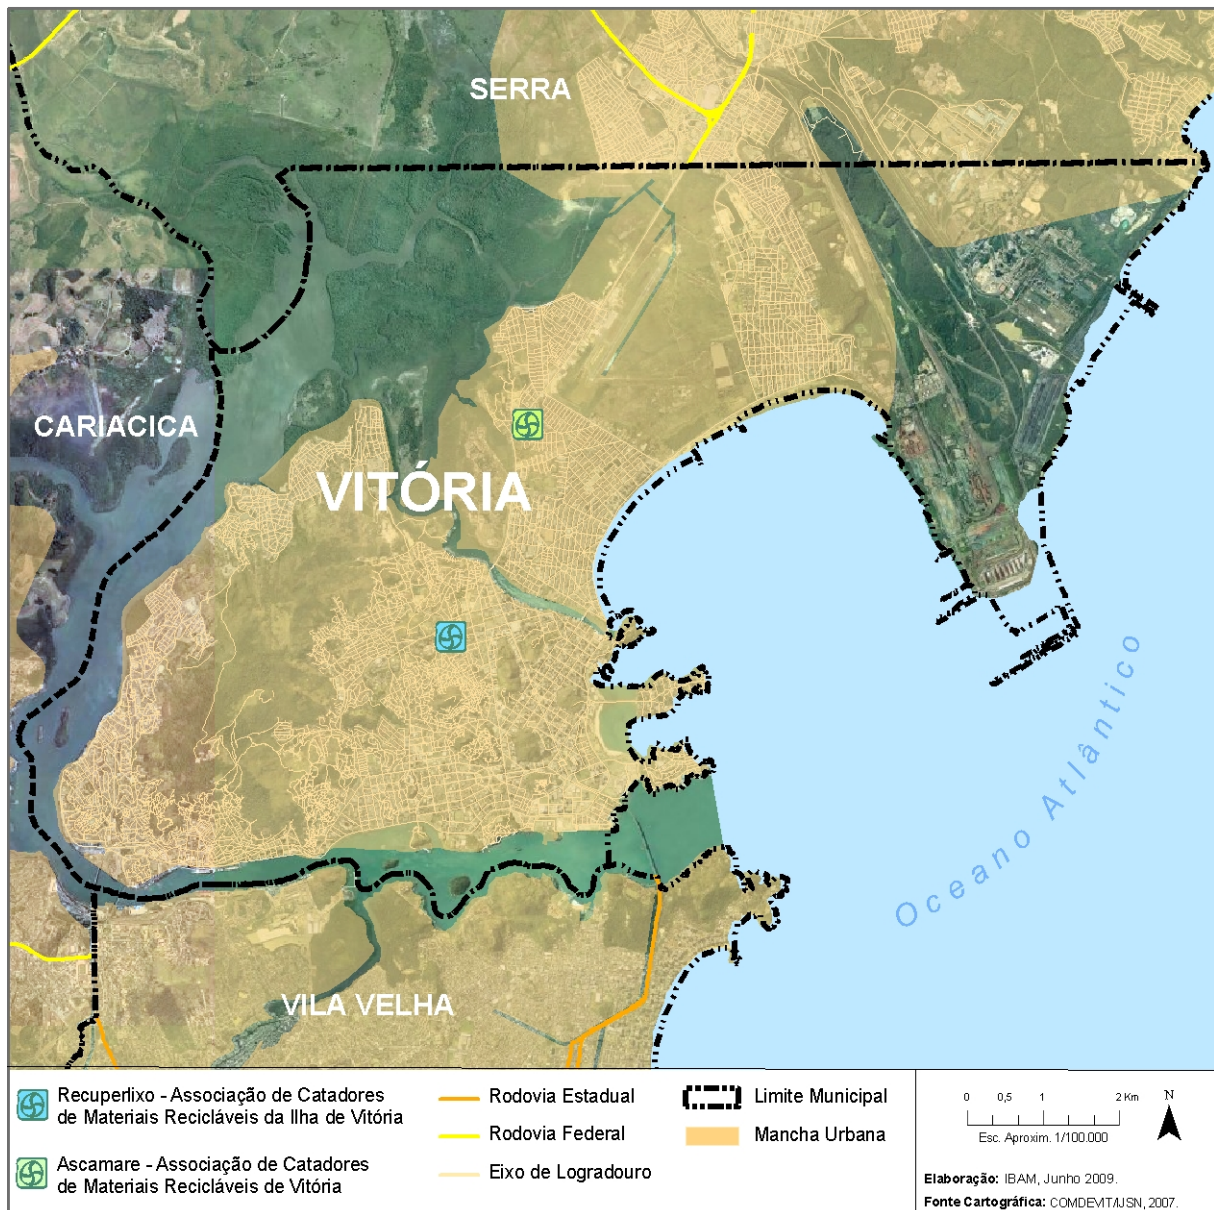 SERRA
CARIACICA
VITÓRIA
Oceano Atlântico
VILA VELHA
Recuperlixo - Associação de Catadores
de Materiais Recicláveis da Ilha de Vitória
Ascamare - Associação de Catadores
de Materiais Recicláveis de Vitória
Rodovia Estadual
Rodovia Federal
Eixo de Logradouro
Limite Municipal
Mancha Urbana
0 0,5 1 2 Km
Esc. Aproxim. 1/100.000
N
Elaboração: IBAM, Junho 2009.
Fonte Cartográfica: COMDEVIT/IJSN, 2007.